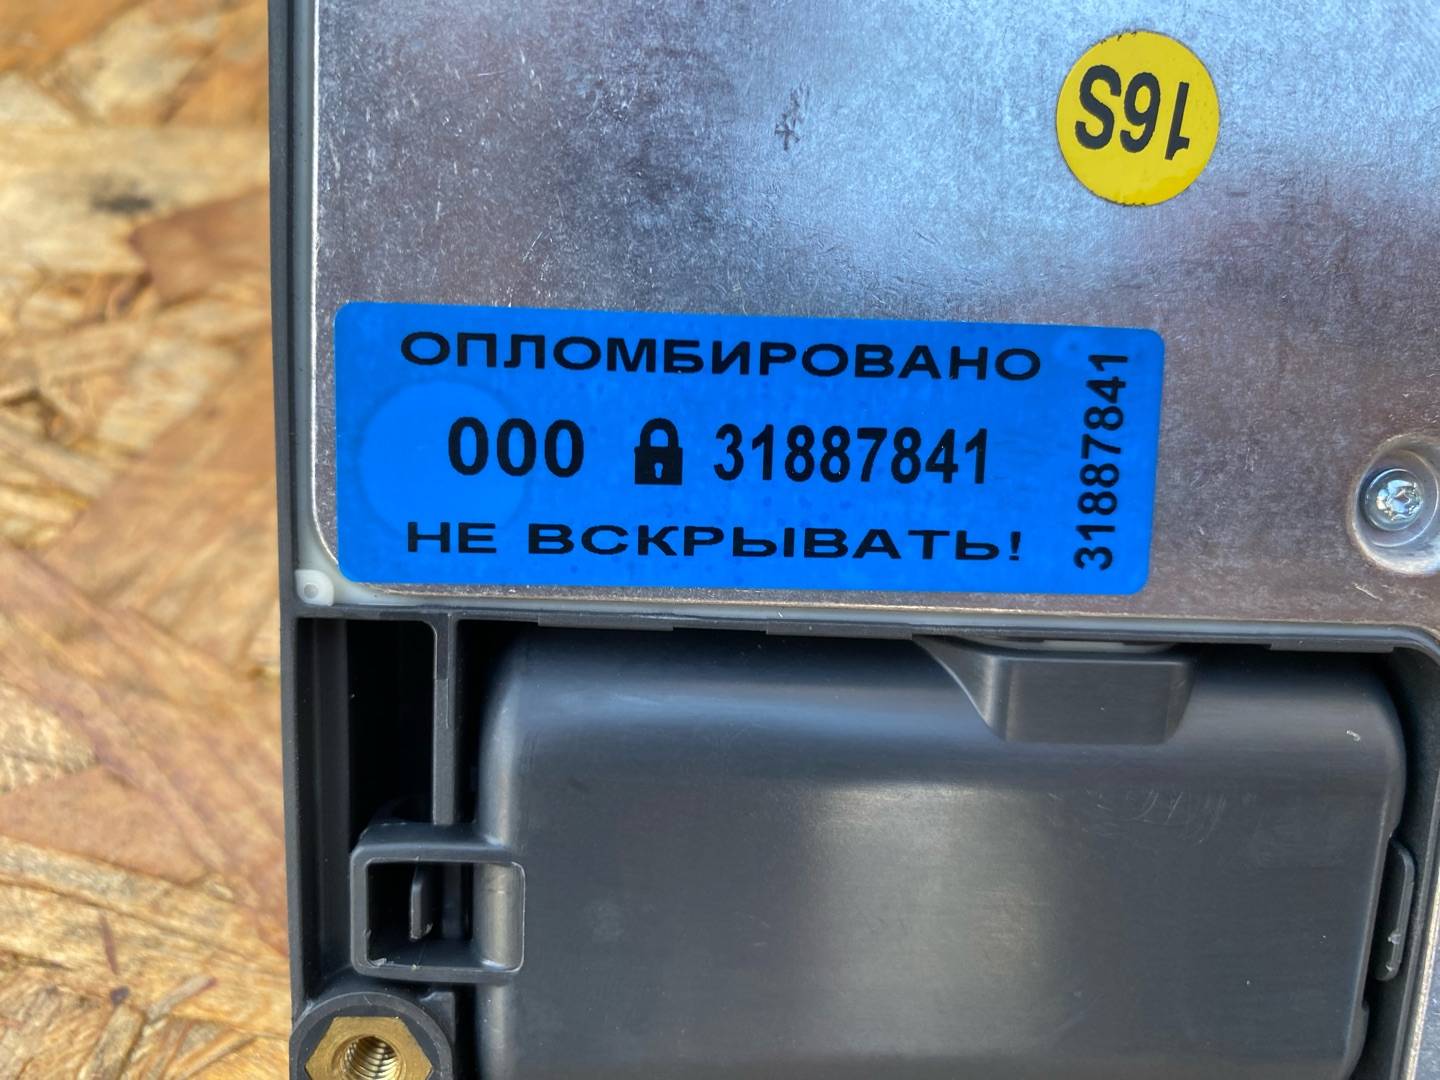 16S
ОПЛОМБИРОВАНО
000 31887841
НЕ ВСКРЫВАТЬ!
31887841